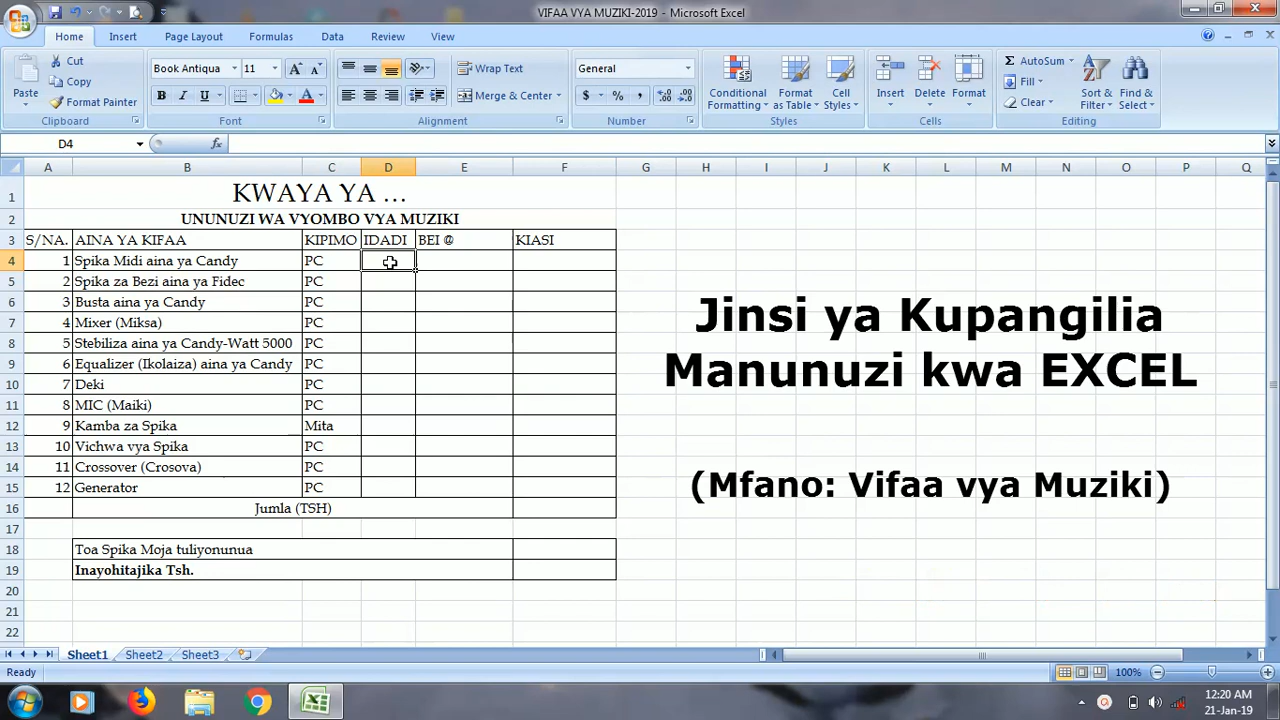 VIFAA VYA MUZIKI-2019 - Microsoft Excel
Home Insert Page Layout Formulas Data Review View
Paste
Cut
Copy
Format Painter
Clipboard
Book Antiqua 11
B I U
Font
Wrap Text
Merge & Center
Alignment
General
$ % ,
Number
Conditional Formatting
Format as Table
Cell Styles
Styles
Insert Delete Format
Cells
Σ AutoSum
Fill
Clear
Sort & Filter
Find & Select
Editing
D4 fx
A B C D E F G H I J K L M N O P Q
1 KWAYA YA ...
2 UNUNUZI WA VYOMBO VYA MUZIKI
3 S/NA. AINA YA KIFAA KIPIMO IDADI BEI @ KIASI
4 1 Spika Midi aina ya Candy PC
5 2 Spika za Bezi aina ya Fidec PC
6 3 Busta aina ya Candy PC
7 4 Mixer (Miksa) PC
8 5 Stebiliza aina ya Candy-Watt 5000 PC
9 6 Equalizer (Ikolaiza) aina ya Candy PC
10 7 Deki PC
11 8 MIC (Maiki) PC
12 9 Kamba za Spika Mita
13 10 Vichwa vya Spika PC
14 11 Crossover (Crosova) PC
15 12 Generator PC
16 Jumla (TSH)
17
18 Toa Spika Moja tuliyonunua
19 Inayohitajika Tsh.
20
21
22
Jinsi ya Kupangilia
Manunuzi kwa EXCEL
(Mfano: Vifaa vya Muziki)
Sheet1 Sheet2 Sheet3
Ready 100%
12:20 AM
21-Jan-19